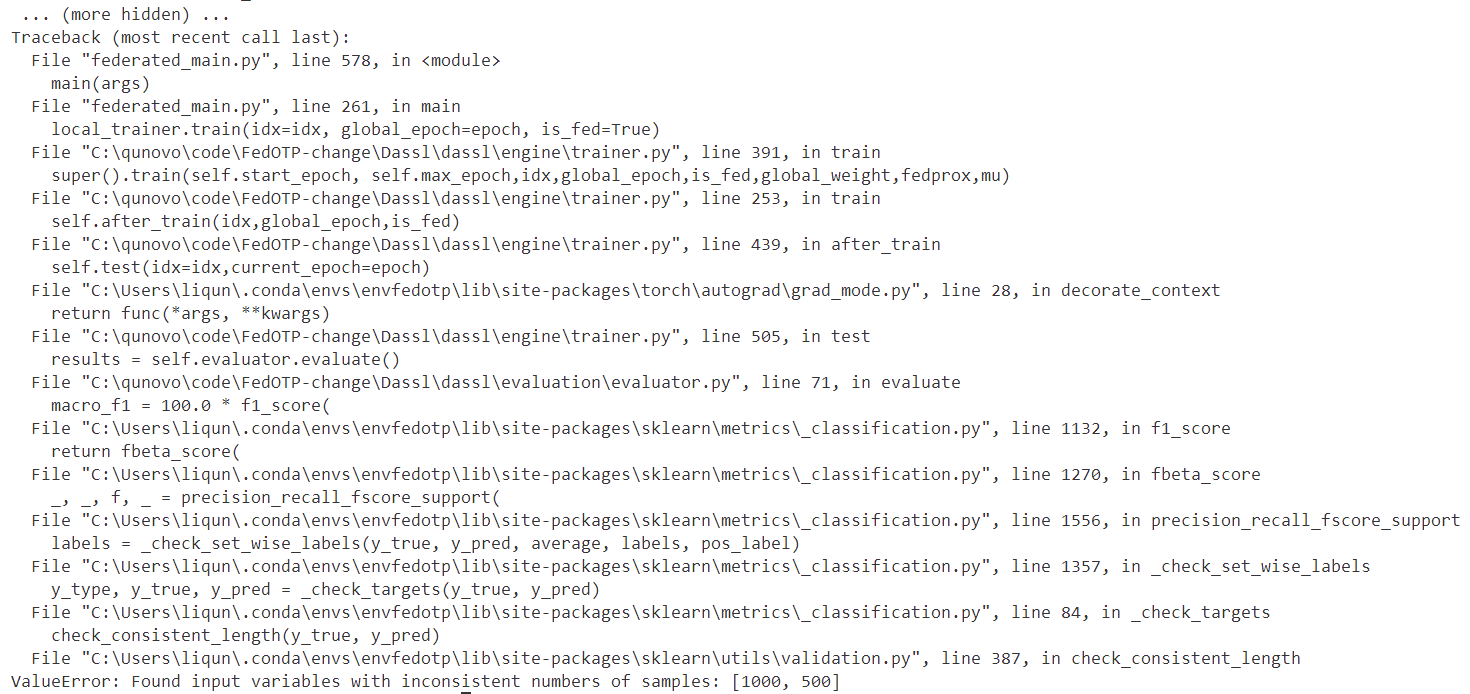 ... (more hidden) ...
Traceback (most recent call last):
  File "federated_main.py", line 578, in <module>
    main(args)
  File "federated_main.py", line 261, in main
    local_trainer.train(idx=idx, global_epoch=epoch, is_fed=True)
  File "C:\qunovo\code\FedOTP-change\Dassl\dassl\engine\trainer.py", line 391, in train
    super().train(self.start_epoch, self.max_epoch,idx,global_epoch,is_fed,global_weight,fedprox,mu)
  File "C:\qunovo\code\FedOTP-change\Dassl\dassl\engine\trainer.py", line 253, in train
    self.after_train(idx,global_epoch,is_fed)
  File "C:\qunovo\code\FedOTP-change\Dassl\dassl\engine\trainer.py", line 439, in after_train
    self.test(idx=idx,current_epoch=epoch)
  File "C:\Users\liqun\.conda\envs\envfedotp\lib\site-packages\torch\autograd\grad_mode.py", line 28, in decorate_context
    return func(*args, **kwargs)
  File "C:\qunovo\code\FedOTP-change\Dassl\dassl\engine\trainer.py", line 505, in test
    results = self.evaluator.evaluate()
  File "C:\qunovo\code\FedOTP-change\Dassl\dassl\evaluation\evaluator.py", line 71, in evaluate
    macro_f1 = 100.0 * f1_score(
  File "C:\Users\liqun\.conda\envs\envfedotp\lib\site-packages\sklearn\metrics\_classification.py", line 1132, in f1_score
    return fbeta_score(
  File "C:\Users\liqun\.conda\envs\envfedotp\lib\site-packages\sklearn\metrics\_classification.py", line 1270, in fbeta_score
    _, _, f, _ = precision_recall_fscore_support(
  File "C:\Users\liqun\.conda\envs\envfedotp\lib\site-packages\sklearn\metrics\_classification.py", line 1556, in precision_recall_fscore_support
    labels = _check_set_wise_labels(y_true, y_pred, average, labels, pos_label)
  File "C:\Users\liqun\.conda\envs\envfedotp\lib\site-packages\sklearn\metrics\_classification.py", line 1357, in _check_set_wise_labels
    y_type, y_true, y_pred = _check_targets(y_true, y_pred)
  File "C:\Users\liqun\.conda\envs\envfedotp\lib\site-packages\sklearn\metrics\_classification.py", line 84, in _check_targets
    check_consistent_length(y_true, y_pred)
  File "C:\Users\liqun\.conda\envs\envfedotp\lib\site-packages\sklearn\utils\validation.py", line 387, in check_consistent_length
ValueError: Found input variables with inconsistent numbers of samples: [1000, 500]